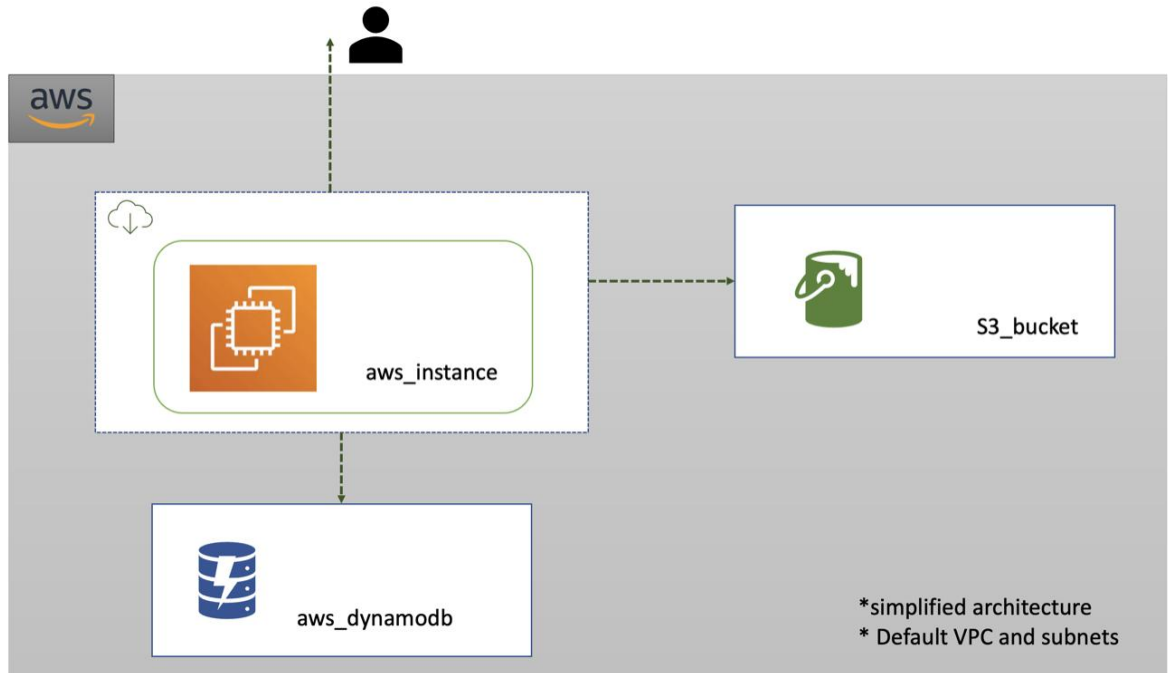 aws
aws_instance
S3_bucket
aws_dynamodb
*simplified architecture
* Default VPC and subnets